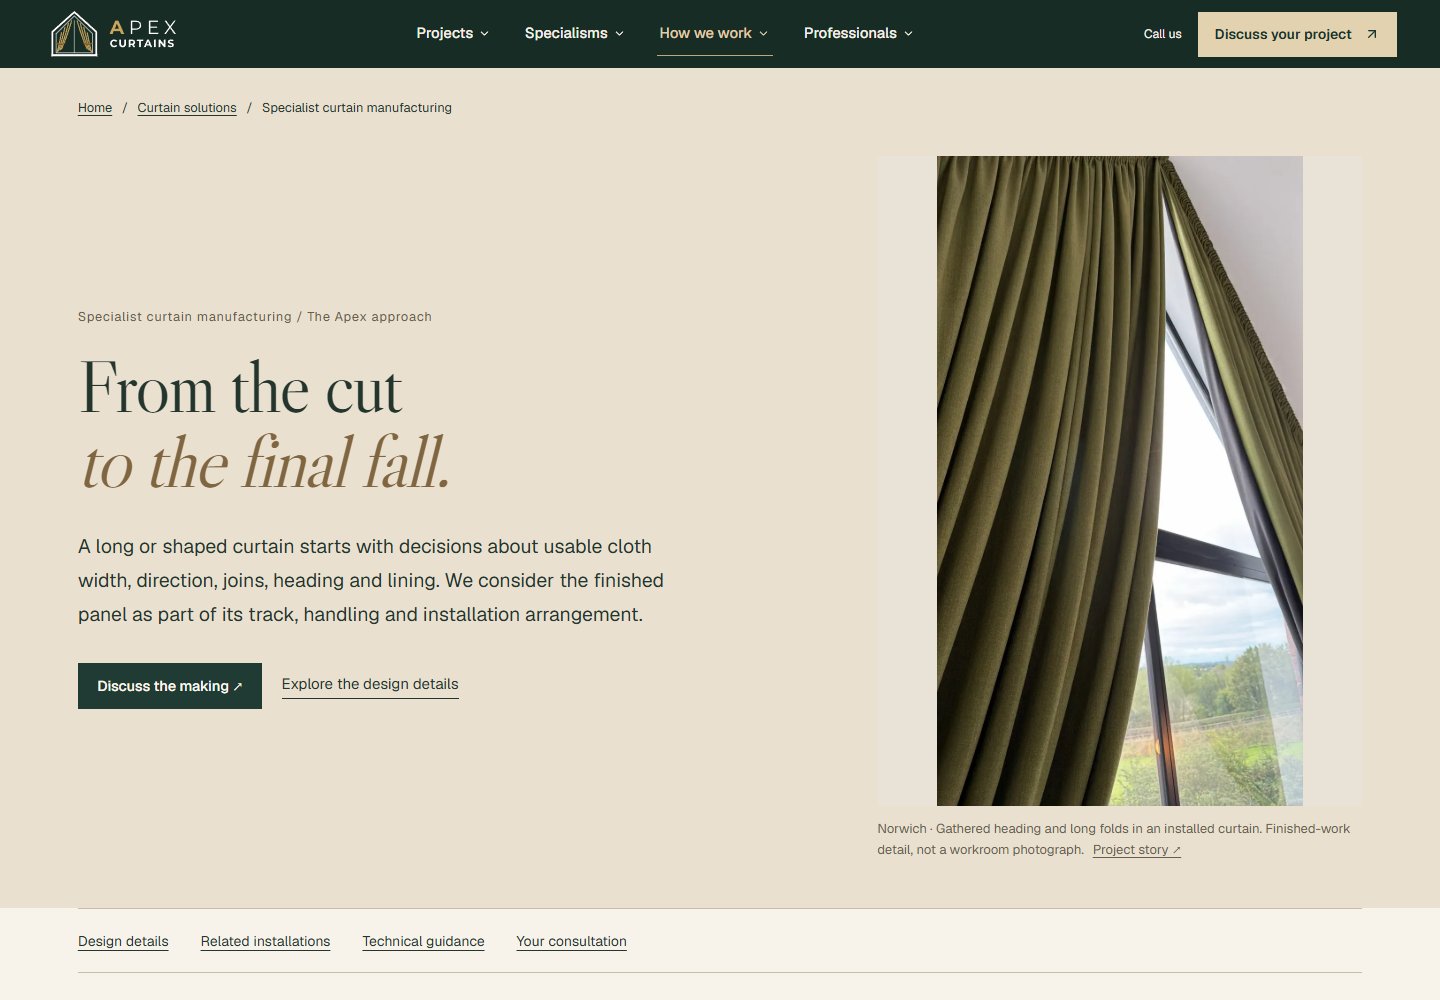 APEX
CURTAINS
Projects
Specialisms
How we work
Professionals
Call us
Discuss your project
Home / Curtain solutions / Specialist curtain manufacturing
Specialist curtain manufacturing / The Apex approach
From the cut
to the final fall.
A long or shaped curtain starts with decisions about usable cloth
width, direction, joins, heading and lining. We consider the finished
panel as part of its track, handling and installation arrangement.
Discuss the making ↗
Explore the design details
Norwich · Gathered heading and long folds in an installed curtain. Finished-work
detail, not a workroom photograph. Project story ↗
Design details
Related installations
Technical guidance
Your consultation